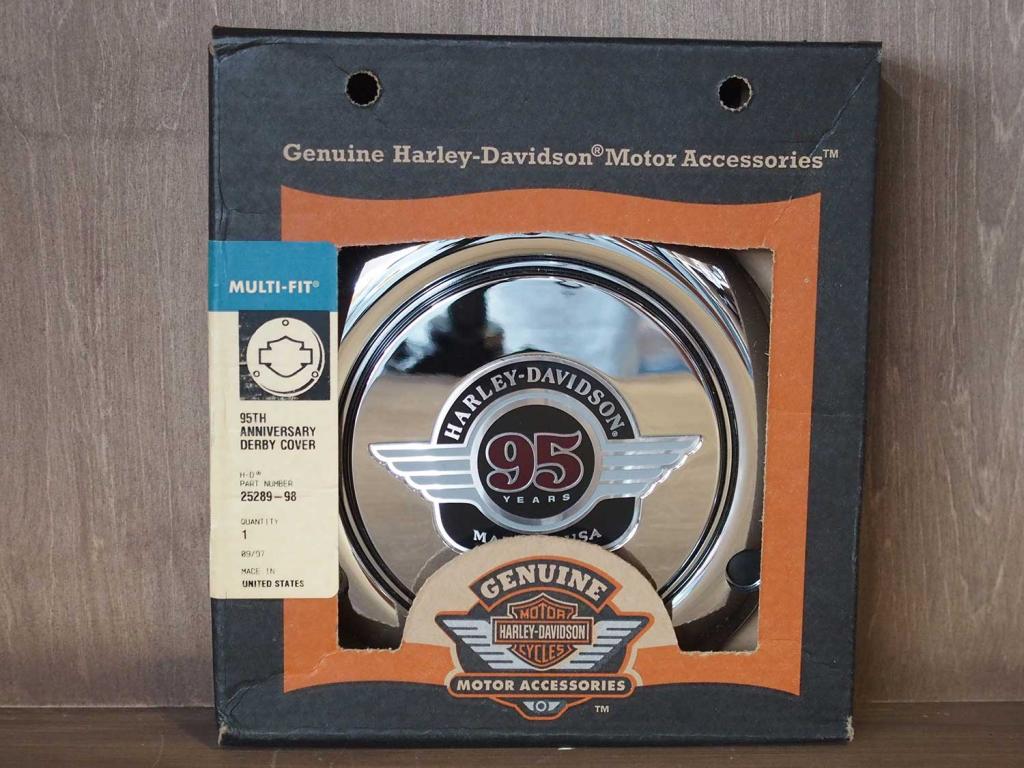 Genuine Harley-Davidson® Motor Accessories™
MULTI-FIT®
95TH
ANNIVERSARY
DERBY COVER
H-D®
PART NUMBER
25289-98
QUANTITY
1
09/97
MADE IN
UNITED STATES
HARLEY-DAVIDSON®
95
YEARS
USA
GENUINE
MOTOR
HARLEY-DAVIDSON
CYCLES
MOTOR ACCESSORIES
™